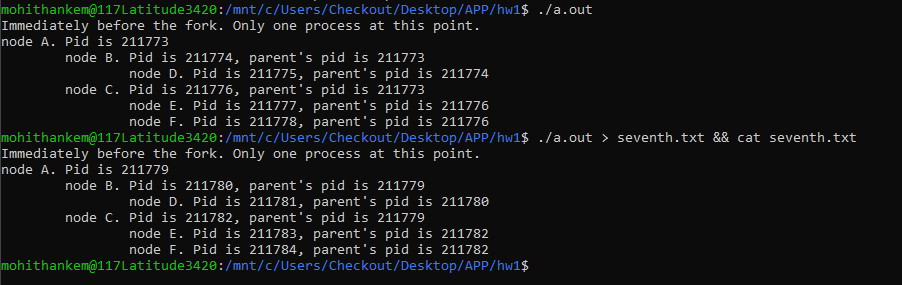 mohithankem@117Latitude3420:/mnt/c/Users/Checkout/Desktop/APP/hw1$ ./a.out
Immediately before the fork. Only one process at this point.
node A. Pid is 211773
        node B. Pid is 211774, parent's pid is 211773
                node D. Pid is 211775, parent's pid is 211774
        node C. Pid is 211776, parent's pid is 211773
                node E. Pid is 211777, parent's pid is 211776
                node F. Pid is 211778, parent's pid is 211776
mohithankem@117Latitude3420:/mnt/c/Users/Checkout/Desktop/APP/hw1$ ./a.out > seventh.txt && cat seventh.txt
Immediately before the fork. Only one process at this point.
node A. Pid is 211779
        node B. Pid is 211780, parent's pid is 211779
                node D. Pid is 211781, parent's pid is 211780
        node C. Pid is 211782, parent's pid is 211779
                node E. Pid is 211783, parent's pid is 211782
                node F. Pid is 211784, parent's pid is 211782
mohithankem@117Latitude3420:/mnt/c/Users/Checkout/Desktop/APP/hw1$